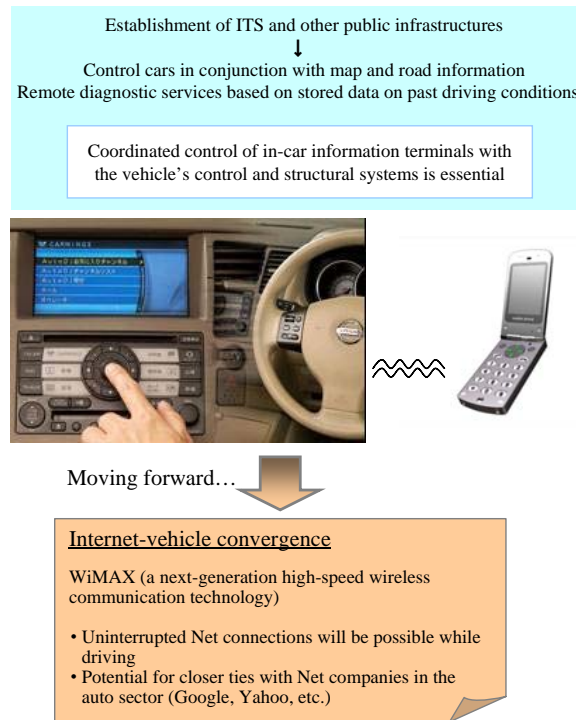 Establishment of ITS and other public infrastructures
Control cars in conjunction with map and road information
Remote diagnostic services based on stored data on past driving conditions
Coordinated control of in-car information terminals with
the vehicle's control and structural systems is essential
CARWINGS
Moving forward…
Internet-vehicle convergence
WiMAX (a next-generation high-speed wireless
communication technology)
• Uninterrupted Net connections will be possible while
driving
• Potential for closer ties with Net companies in the
auto sector (Google, Yahoo, etc.)